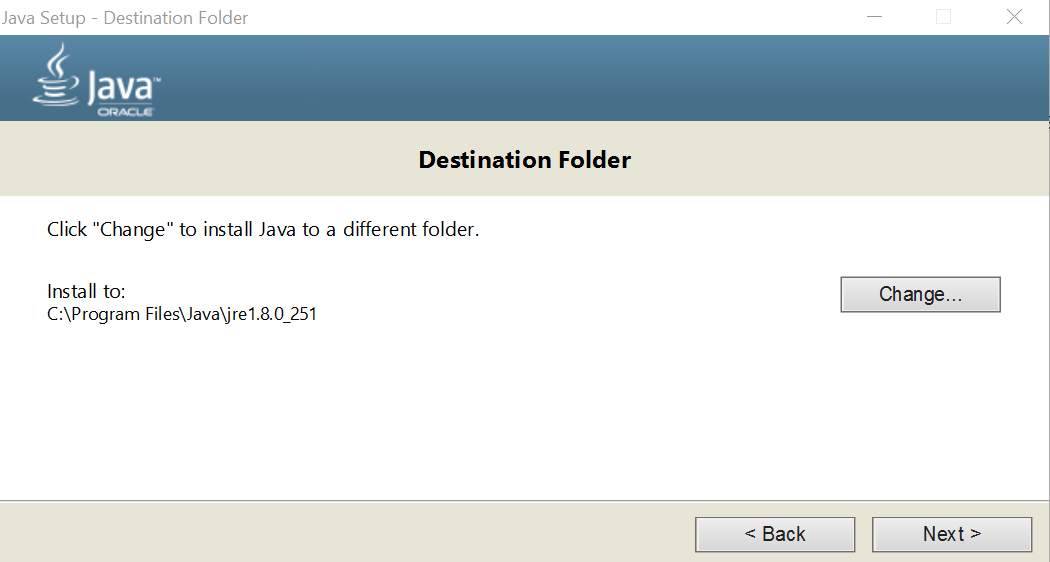 Java Setup - Destination Folder
Java™
ORACLE
Destination Folder
Click "Change" to install Java to a different folder.
Install to:
Change...
C:\Program Files\Java\jre1.8.0_251
< Back
Next >